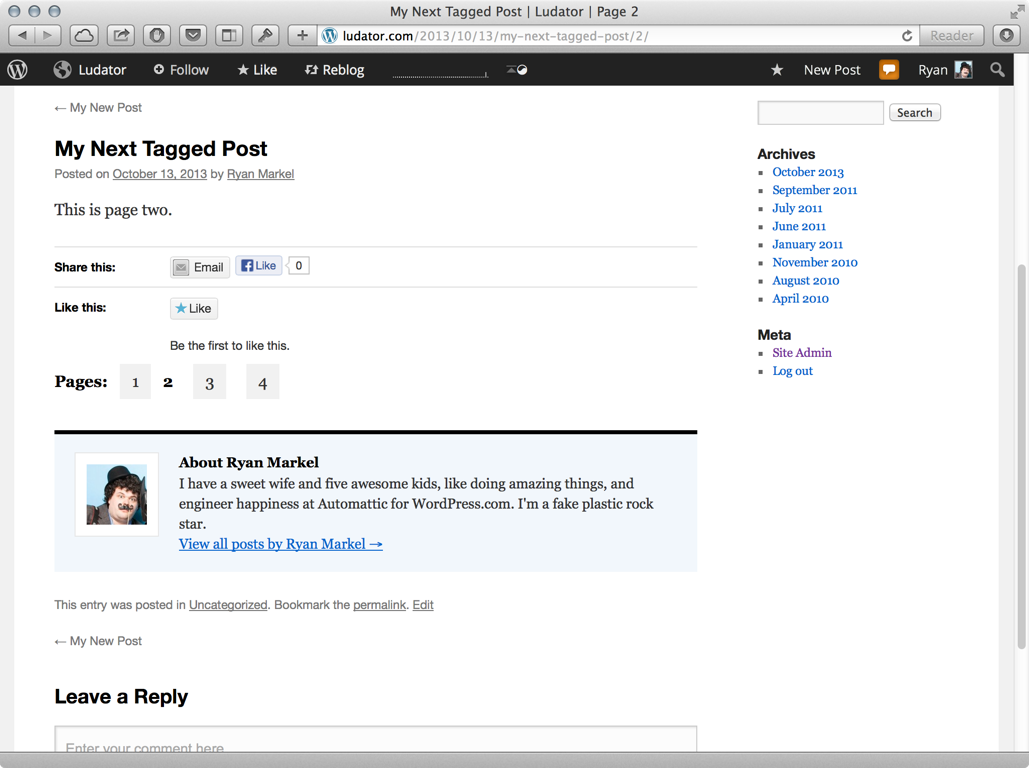 My Next Tagged Post | Ludator | Page 2
ludator.com/2013/10/13/my-next-tagged-post/2/
Reader
Ludator Follow Like Reblog New Post Ryan
← My New Post
My Next Tagged Post
Posted on October 13, 2013 by Ryan Markel
This is page two.
Share this: Email Like 0
Like this: Like
Be the first to like this.
Pages: 1 2 3 4
About Ryan Markel
I have a sweet wife and five awesome kids, like doing amazing things, and
engineer happiness at Automattic for WordPress.com. I'm a fake plastic rock
star.
View all posts by Ryan Markel →
This entry was posted in Uncategorized. Bookmark the permalink. Edit
← My New Post
Leave a Reply
Enter your comment here
Search
Archives
October 2013
September 2011
July 2011
June 2011
January 2011
November 2010
August 2010
April 2010
Meta
Site Admin
Log out